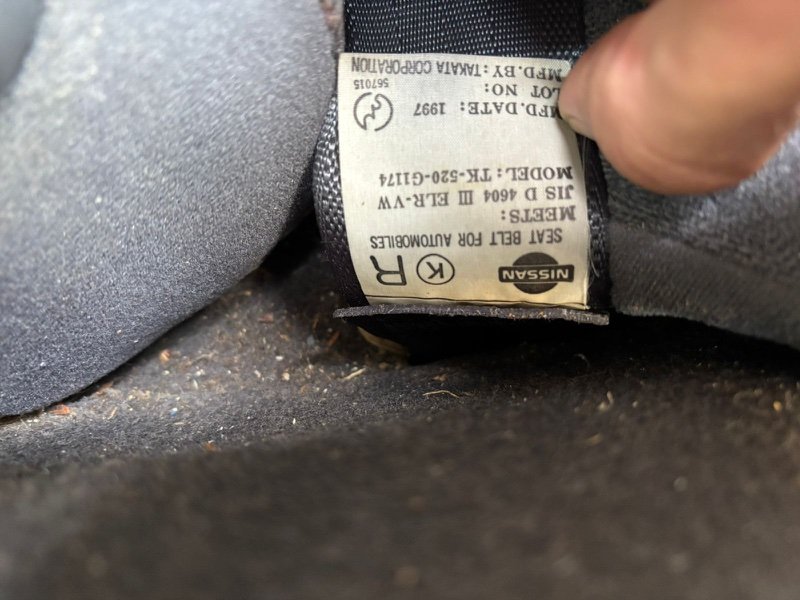 NISSAN
K R
SEAT BELT FOR AUTOMOBILES
MEETS:
JIS D 4604 III ELR-VW
MODEL: TK-520-G1174
MFD.DATE: 1997
LOT NO:
567015
MFD.BY: TAKATA CORPORATION